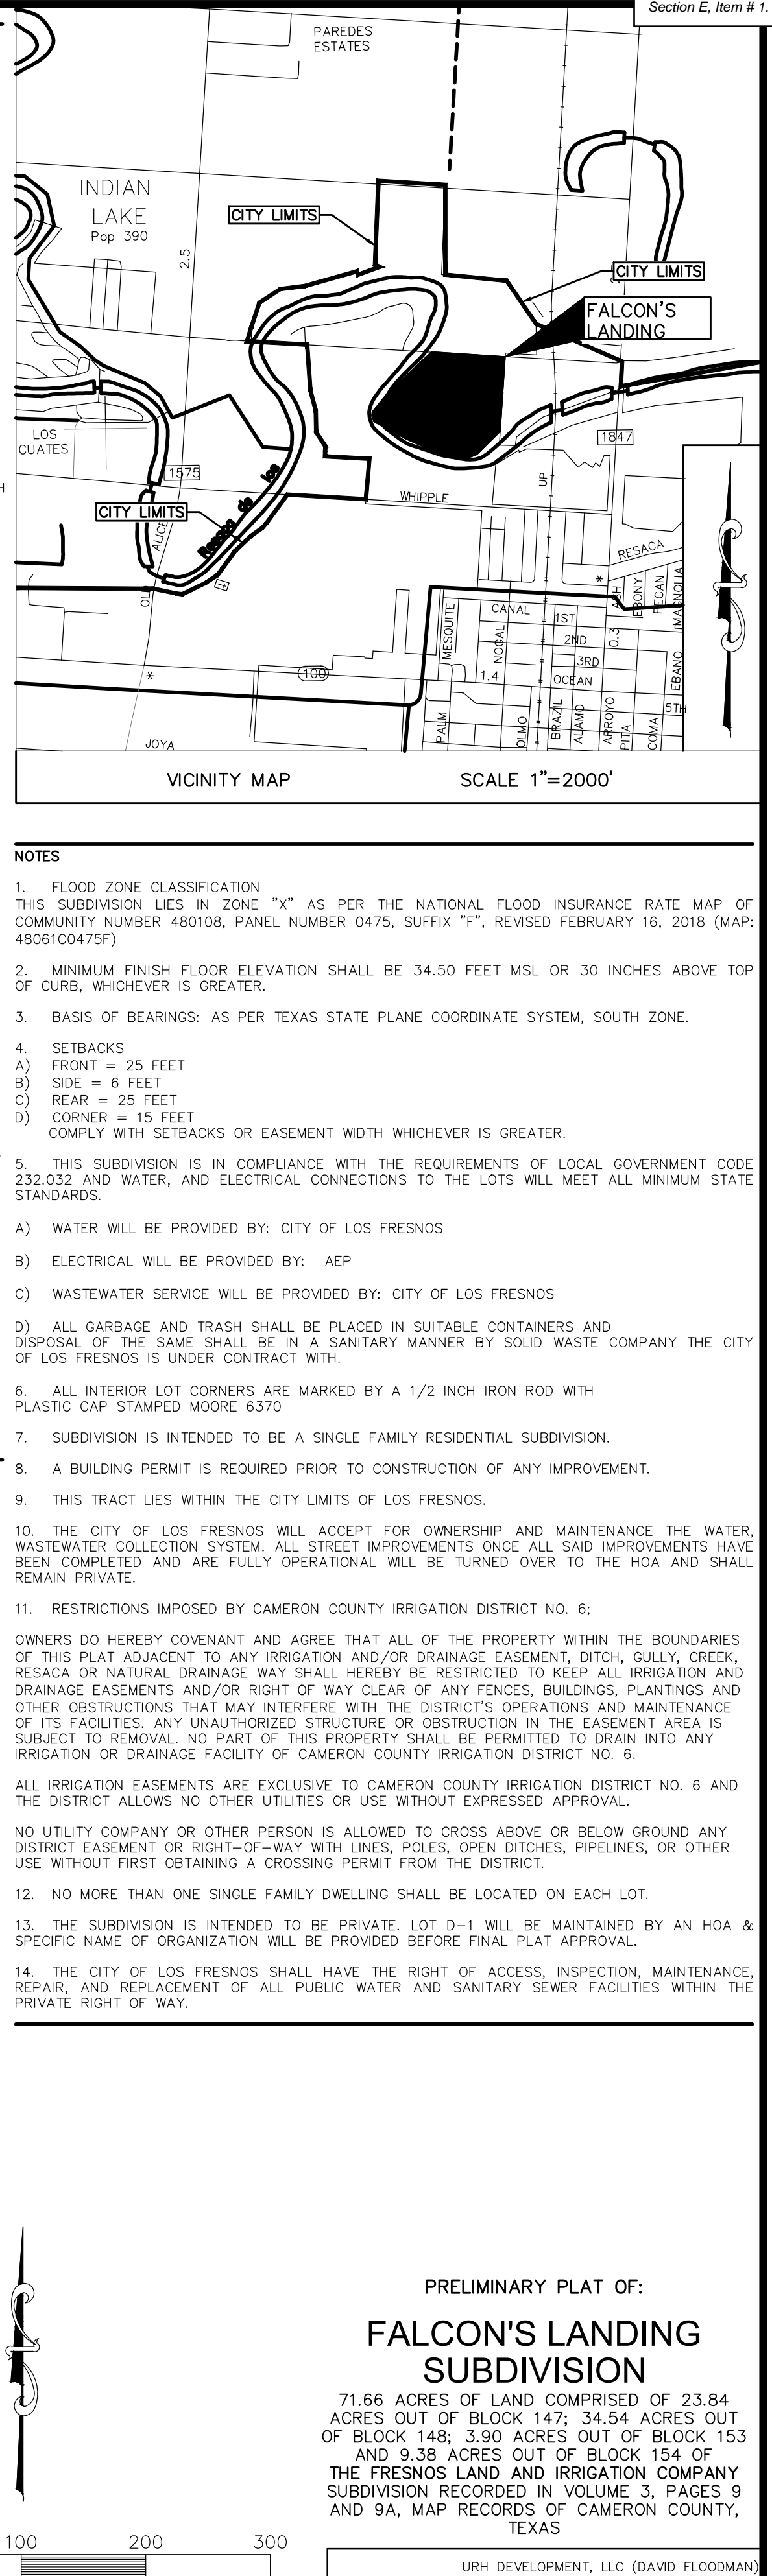 Section E, Item # 1.
PAREDES
ESTATES
INDIAN
LAKE
Pop 390
2.5
CITY LIMITS
CITY LIMITS
FALCON'S
LANDING
LOS
CUATES
1575
1847
CITY LIMITS
Resaca de los
ALICE
OLD
WHIPPLE
UP
RESACA
MESQUITE
CANAL
NOGAL
1ST
2ND
3RD
OCEAN
1.4
0.3
ASH
EBONY
PECAN
MAGNOLIA
EBANO
5TH
100
PALM
OLMO
BRAZIL
ALAMO
ARROYO
PITA
COMA
JOYA
VICINITY MAP SCALE 1"=2000'
NOTES
1. FLOOD ZONE CLASSIFICATION
THIS SUBDIVISION LIES IN ZONE "X" AS PER THE NATIONAL FLOOD INSURANCE RATE MAP OF
COMMUNITY NUMBER 480108, PANEL NUMBER 0475, SUFFIX "F", REVISED FEBRUARY 16, 2018 (MAP:
48061C0475F)
2. MINIMUM FINISH FLOOR ELEVATION SHALL BE 34.50 FEET MSL OR 30 INCHES ABOVE TOP
OF CURB, WHICHEVER IS GREATER.
3. BASIS OF BEARINGS: AS PER TEXAS STATE PLANE COORDINATE SYSTEM, SOUTH ZONE.
4. SETBACKS
A) FRONT = 25 FEET
B) SIDE = 6 FEET
C) REAR = 25 FEET
D) CORNER = 15 FEET
COMPLY WITH SETBACKS OR EASEMENT WIDTH WHICHEVER IS GREATER.
5. THIS SUBDIVISION IS IN COMPLIANCE WITH THE REQUIREMENTS OF LOCAL GOVERNMENT CODE
232.032 AND WATER, AND ELECTRICAL CONNECTIONS TO THE LOTS WILL MEET ALL MINIMUM STATE
STANDARDS.
A) WATER WILL BE PROVIDED BY: CITY OF LOS FRESNOS
B) ELECTRICAL WILL BE PROVIDED BY: AEP
C) WASTEWATER SERVICE WILL BE PROVIDED BY: CITY OF LOS FRESNOS
D) ALL GARBAGE AND TRASH SHALL BE PLACED IN SUITABLE CONTAINERS AND
DISPOSAL OF THE SAME SHALL BE IN A SANITARY MANNER BY SOLID WASTE COMPANY THE CITY
OF LOS FRESNOS IS UNDER CONTRACT WITH.
6. ALL INTERIOR LOT CORNERS ARE MARKED BY A 1/2 INCH IRON ROD WITH
PLASTIC CAP STAMPED MOORE 6370
7. SUBDIVISION IS INTENDED TO BE A SINGLE FAMILY RESIDENTIAL SUBDIVISION.
8. A BUILDING PERMIT IS REQUIRED PRIOR TO CONSTRUCTION OF ANY IMPROVEMENT.
9. THIS TRACT LIES WITHIN THE CITY LIMITS OF LOS FRESNOS.
10. THE CITY OF LOS FRESNOS WILL ACCEPT FOR OWNERSHIP AND MAINTENANCE THE WATER,
WASTEWATER COLLECTION SYSTEM. ALL STREET IMPROVEMENTS ONCE ALL SAID IMPROVEMENTS HAVE
BEEN COMPLETED AND ARE FULLY OPERATIONAL WILL BE TURNED OVER TO THE HOA AND SHALL
REMAIN PRIVATE.
11. RESTRICTIONS IMPOSED BY CAMERON COUNTY IRRIGATION DISTRICT NO. 6;
OWNERS DO HEREBY COVENANT AND AGREE THAT ALL OF THE PROPERTY WITHIN THE BOUNDARIES
OF THIS PLAT ADJACENT TO ANY IRRIGATION AND/OR DRAINAGE EASEMENT, DITCH, GULLY, CREEK,
RESACA OR NATURAL DRAINAGE WAY SHALL HEREBY BE RESTRICTED TO KEEP ALL IRRIGATION AND
DRAINAGE EASEMENTS AND/OR RIGHT OF WAY CLEAR OF ANY FENCES, BUILDINGS, PLANTINGS AND
OTHER OBSTRUCTIONS THAT MAY INTERFERE WITH THE DISTRICT'S OPERATIONS AND MAINTENANCE
OF ITS FACILITIES. ANY UNAUTHORIZED STRUCTURE OR OBSTRUCTION IN THE EASEMENT AREA IS
SUBJECT TO REMOVAL. NO PART OF THIS PROPERTY SHALL BE PERMITTED TO DRAIN INTO ANY
IRRIGATION OR DRAINAGE FACILITY OF CAMERON COUNTY IRRIGATION DISTRICT NO. 6.
ALL IRRIGATION EASEMENTS ARE EXCLUSIVE TO CAMERON COUNTY IRRIGATION DISTRICT NO. 6 AND
THE DISTRICT ALLOWS NO OTHER UTILITIES OR USE WITHOUT EXPRESSED APPROVAL.
NO UTILITY COMPANY OR OTHER PERSON IS ALLOWED TO CROSS ABOVE OR BELOW GROUND ANY
DISTRICT EASEMENT OR RIGHT-OF-WAY WITH LINES, POLES, OPEN DITCHES, PIPELINES, OR OTHER
USE WITHOUT FIRST OBTAINING A CROSSING PERMIT FROM THE DISTRICT.
12. NO MORE THAN ONE SINGLE FAMILY DWELLING SHALL BE LOCATED ON EACH LOT.
13. THE SUBDIVISION IS INTENDED TO BE PRIVATE. LOT D-1 WILL BE MAINTAINED BY AN HOA &
SPECIFIC NAME OF ORGANIZATION WILL BE PROVIDED BEFORE FINAL PLAT APPROVAL.
14. THE CITY OF LOS FRESNOS SHALL HAVE THE RIGHT OF ACCESS, INSPECTION, MAINTENANCE,
REPAIR, AND REPLACEMENT OF ALL PUBLIC WATER AND SANITARY SEWER FACILITIES WITHIN THE
PRIVATE RIGHT OF WAY.
PRELIMINARY PLAT OF:
FALCON'S LANDING
SUBDIVISION
71.66 ACRES OF LAND COMPRISED OF 23.84
ACRES OUT OF BLOCK 147; 34.54 ACRES OUT
OF BLOCK 148; 3.90 ACRES OUT OF BLOCK 153
AND 9.38 ACRES OUT OF BLOCK 154 OF
THE FRESNOS LAND AND IRRIGATION COMPANY
SUBDIVISION RECORDED IN VOLUME 3, PAGES 9
AND 9A, MAP RECORDS OF CAMERON COUNTY,
TEXAS
100 200 300
URH DEVELOPMENT, LLC (DAVID FLOODMAN)